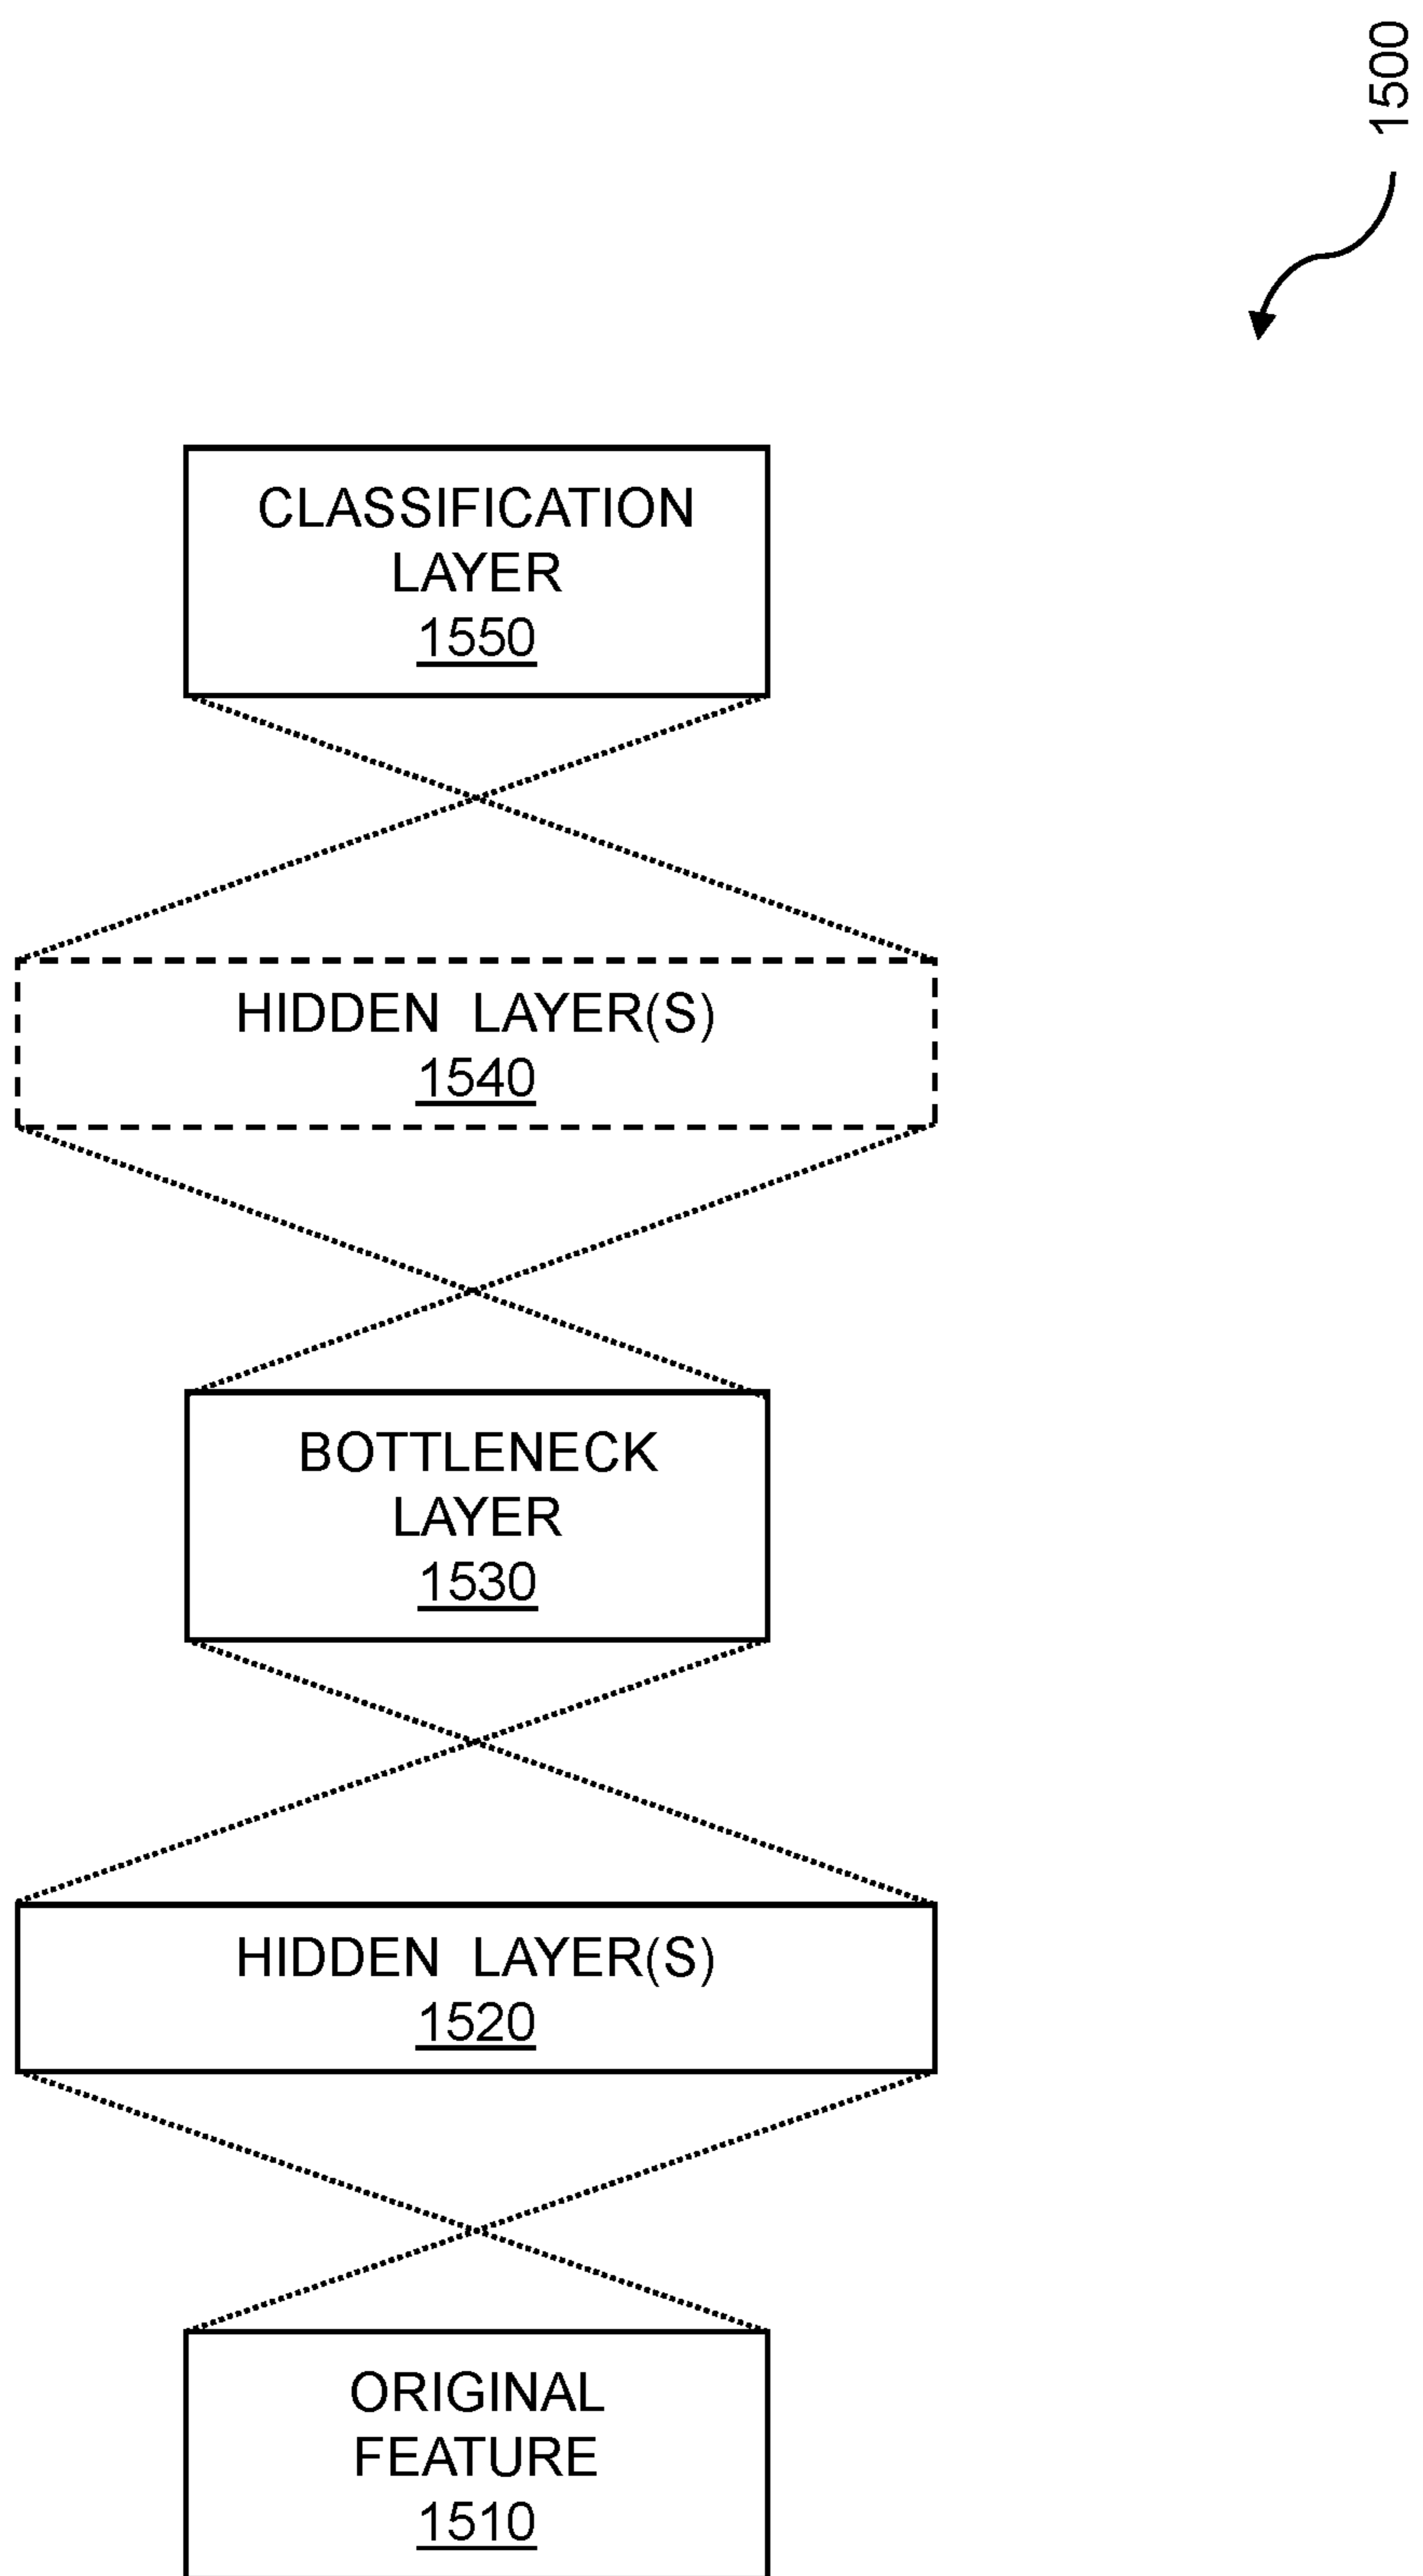 1500
CLASSIFICATION
LAYER
1550
HIDDEN LAYER(S)
1540
BOTTLENECK
LAYER
1530
HIDDEN LAYER(S)
1520
ORIGINAL
FEATURE
1510